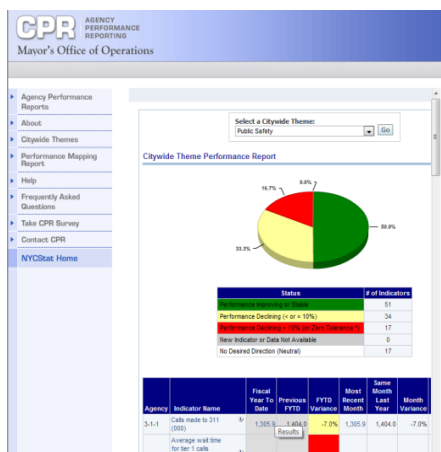 CPR AGENCY
PERFORMANCE
REPORTING
Mayor's Office of Operations
Agency Performance
Reports
About
Citywide Themes
Performance Mapping
Report
Help
Frequently Asked
Questions
Take CPR Survey
Contact CPR
NYCStat Home
Select a Citywide Theme:
Public Safety
Go
Citywide Theme Performance Report
0.0%
16.7%
50.0%
33.3%
Status # of Indicators
Performance Improving or Stable 51
Performance Declining (< or = 10%) 34
Performance Declining > 10% (or Zero Tolerance *) 17
New Indicator or Data Not Available 0
No Desired Direction (Neutral) 17
Agency Indicator Name Fiscal Year To Date Previous FYTD FYTD Variance Most Recent Month Same Month Last Year Month Variance
3-1-1 Calls made to 311 (000) 1,305.9 1,404.0 -7.0% 1,305.9 1,404.0 -7.0%
Results
Average wait time
for tier 1 calls